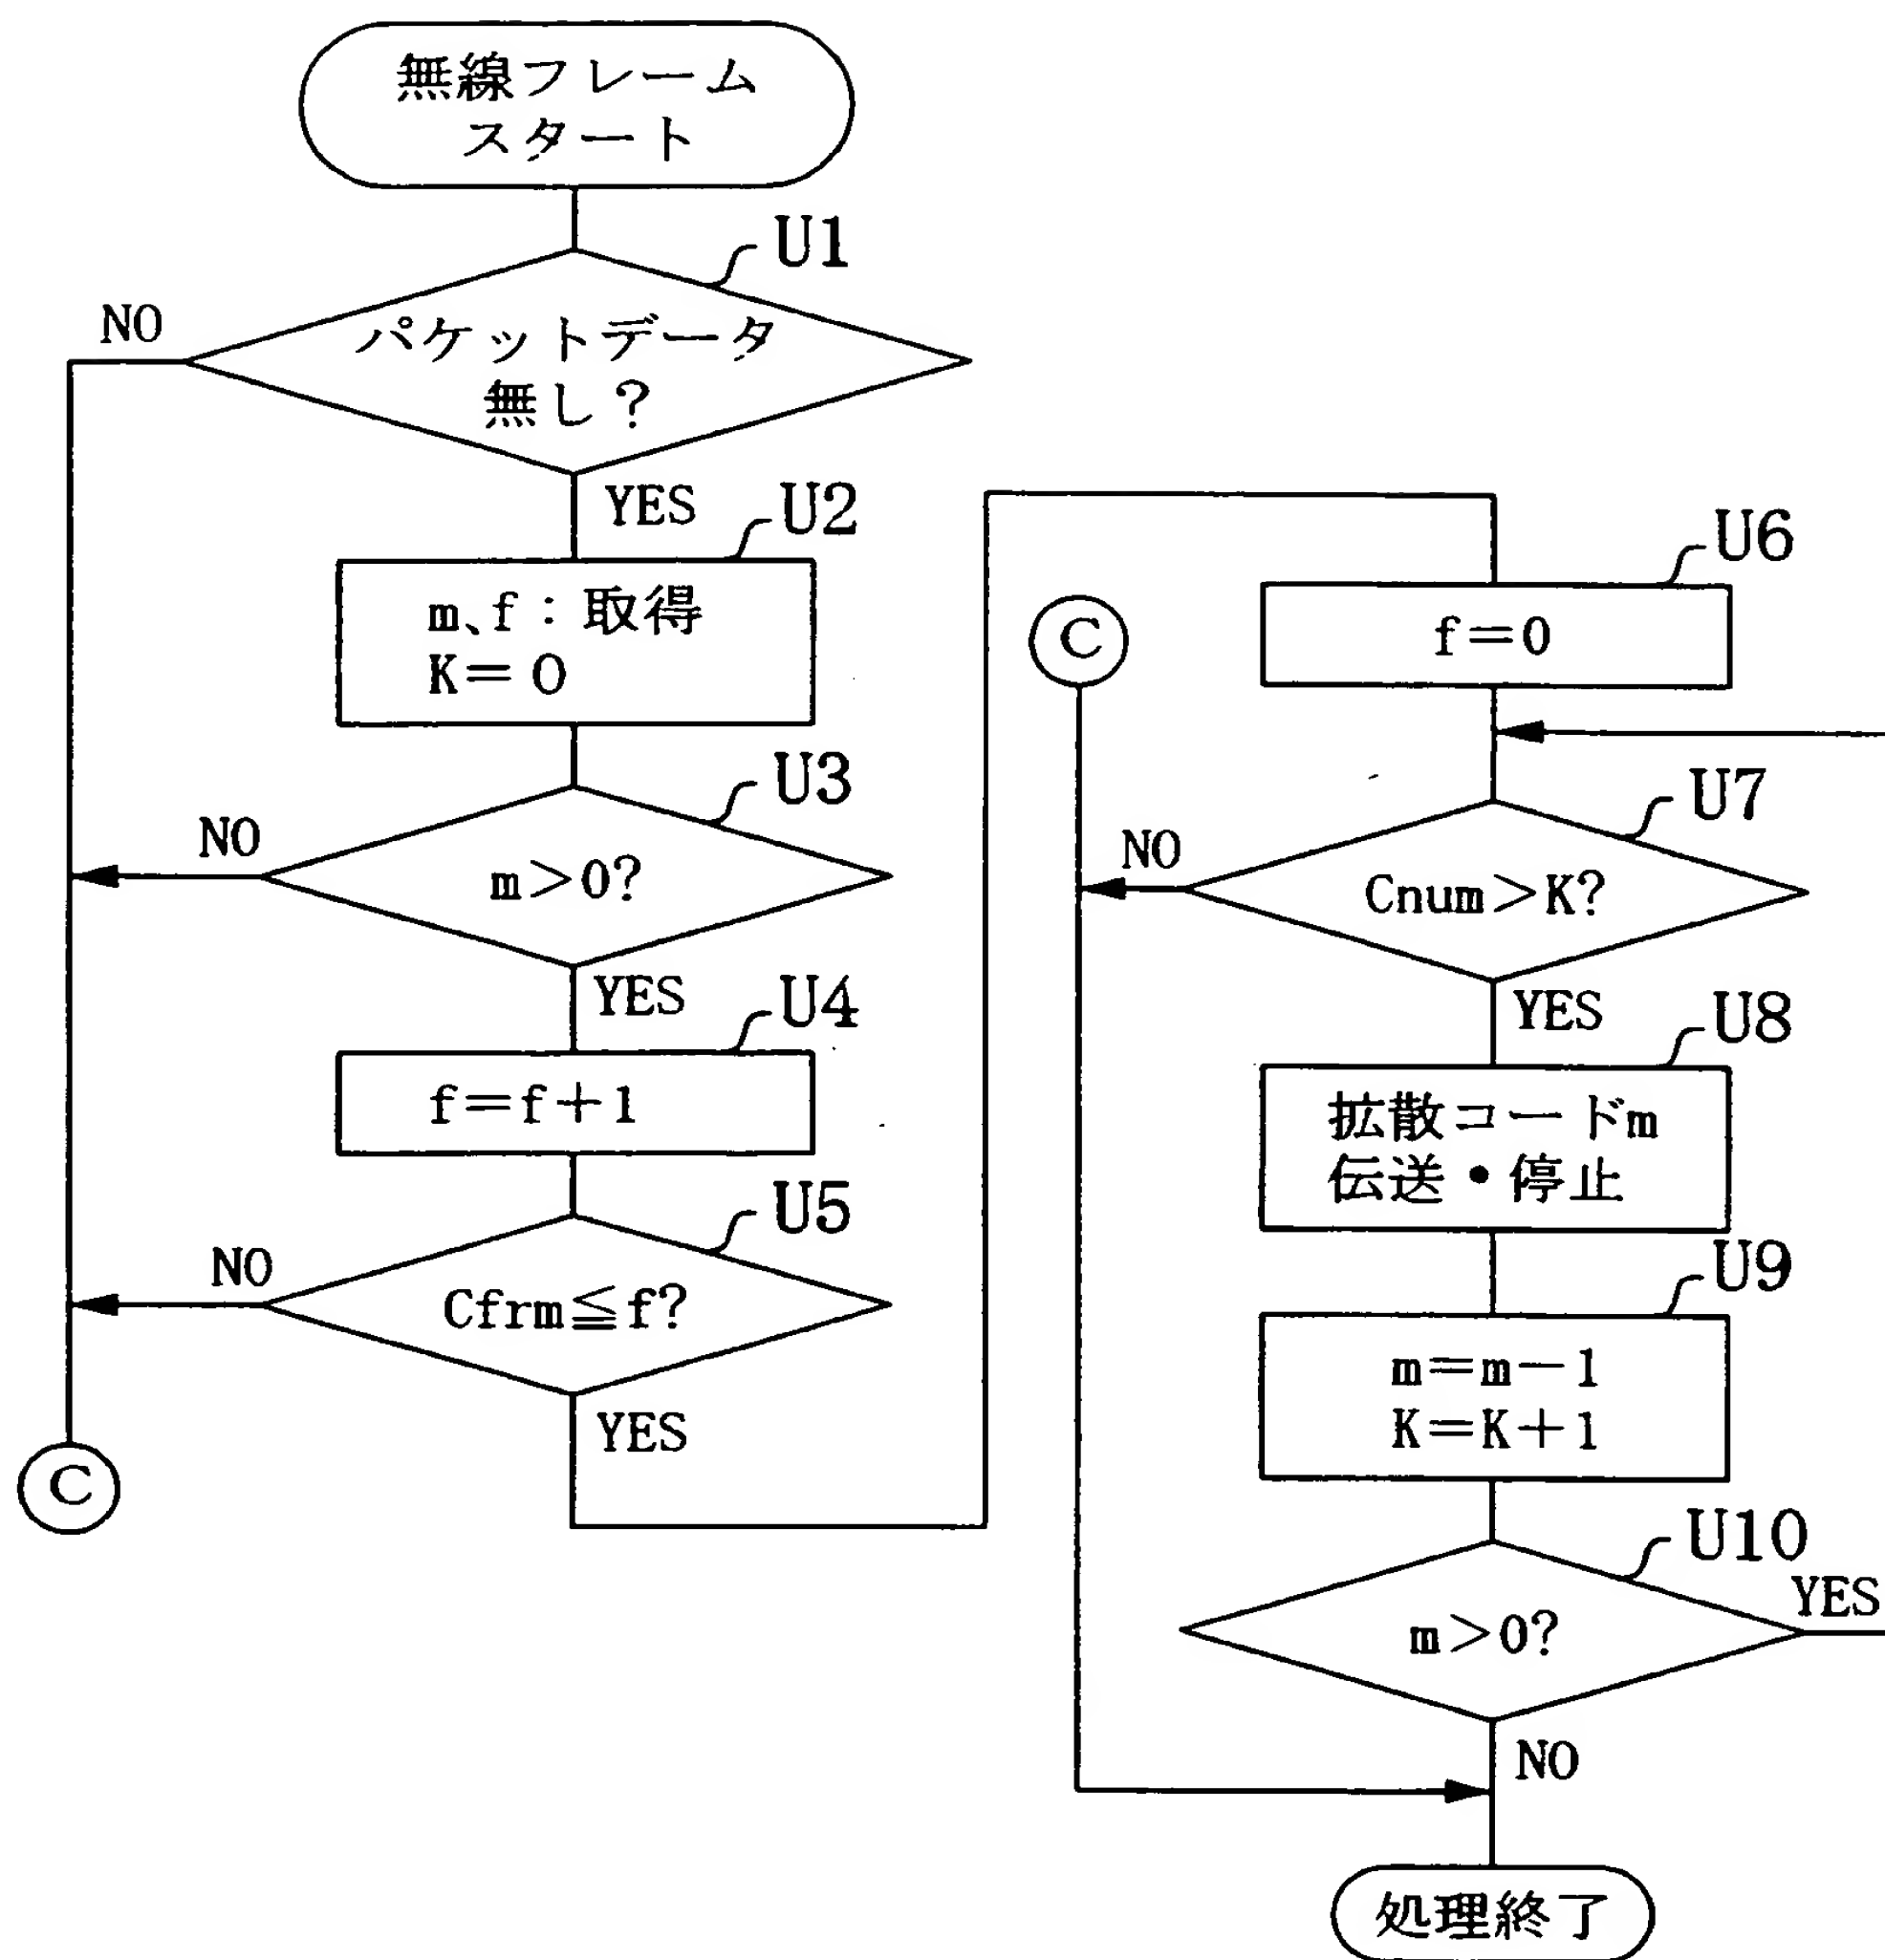 無線フレーム
スタート
U1
NO
パケットデータ
無し?
YES
U2
m、f:取得
K=0
U3
NO
m>0?
YES
U4
f=f+1
U5
NO
Cfrm≦f?
YES
C
U6
f=0
C
U7
NO
Cnum>K?
YES
U8
拡散コードm
伝送・停止
U9
m=m-1
K=K+1
U10
YES
m>0?
NO
処理終了